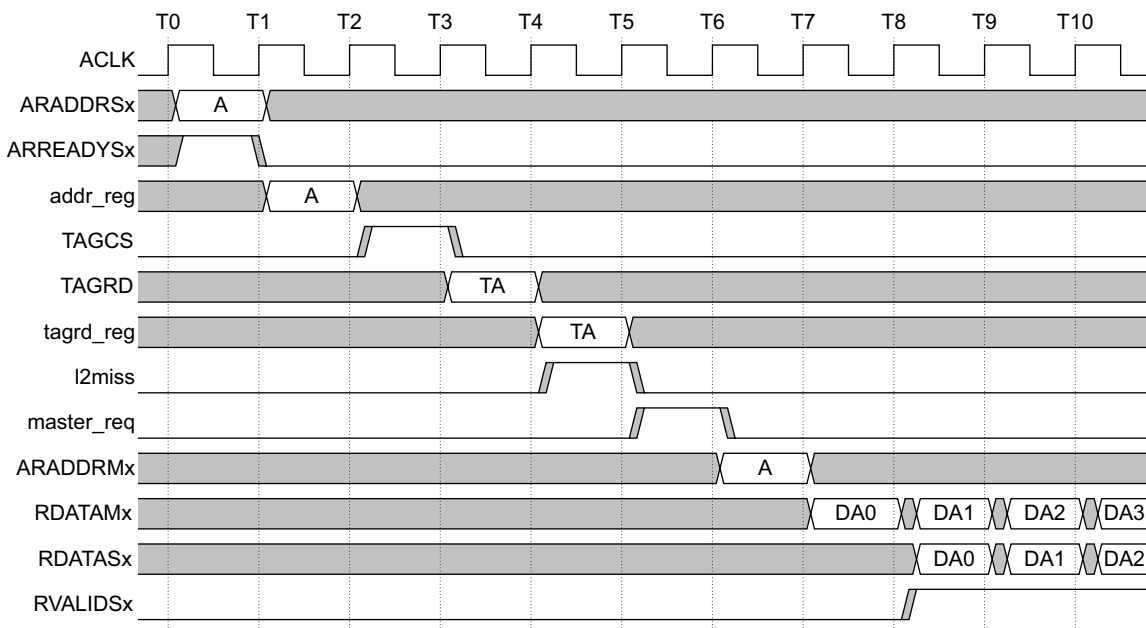 T0 T1 T2 T3 T4 T5 T6 T7 T8 T9 T10
ACLK
ARADDRSx A
ARREADYSx
addr_reg A
TAGCS
TAGRD TA
tagrd_reg TA
l2miss
master_req
ARADDRMx A
RDATAMx DA0 DA1 DA2 DA3
RDATASx DA0 DA1 DA2
RVALIDSx